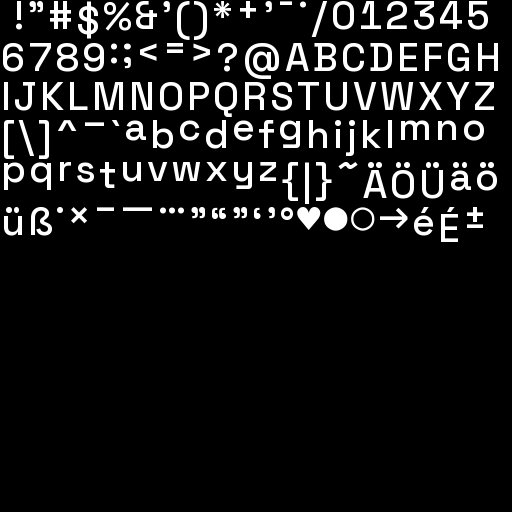 !"#$%&'()*+,-./012345
6789:;<=>?@ABCDEFGH
IJKLMNOPQRSTUVWXYZ
[\]^_`abcdefghijklmno
pqrstuvwxyz{|}~ÄÖÜäö
üß·×–—…”“”‘’°♥●○→éÉ±